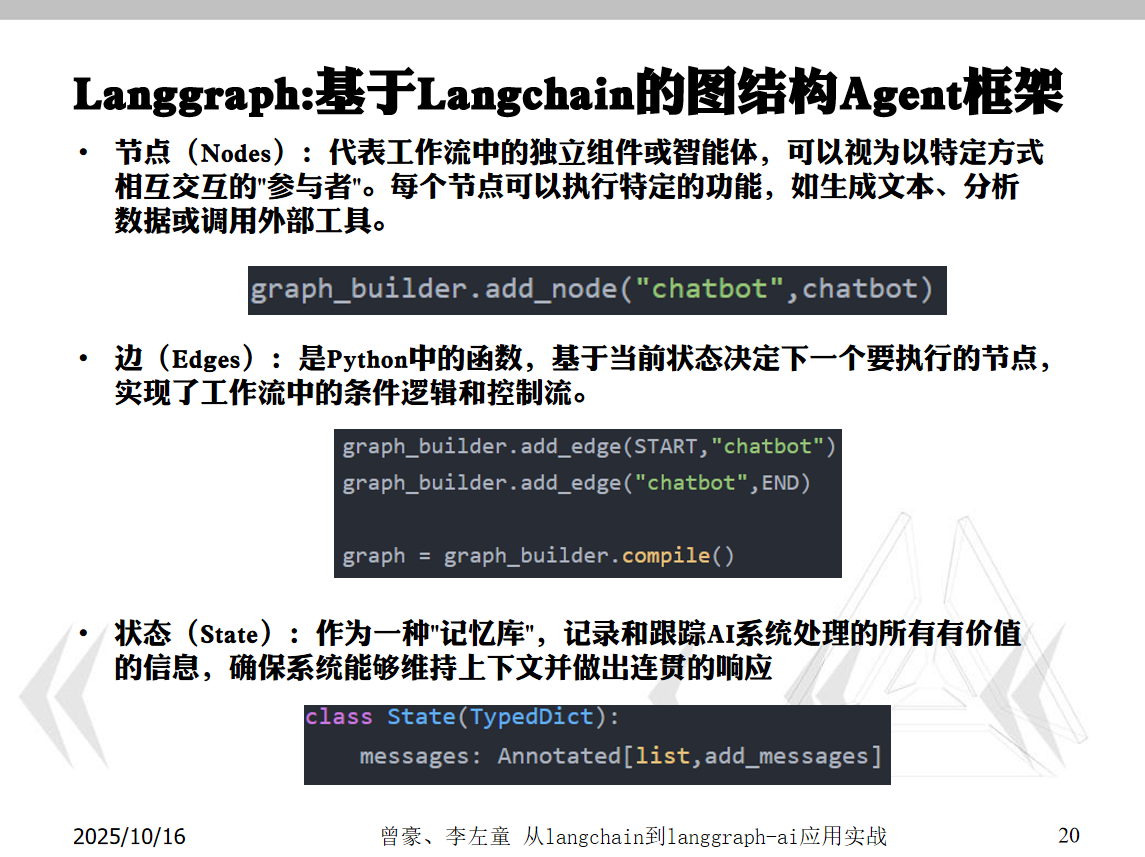 Langgraph:基于Langchain的图结构Agent框架
• 节点（Nodes）：代表工作流中的独立组件或智能体，可以视为以特定方式
相互交互的"参与者"。每个节点可以执行特定的功能，如生成文本、分析
数据或调用外部工具。
graph_builder.add_node("chatbot",chatbot)
• 边（Edges）：是Python中的函数，基于当前状态决定下一个要执行的节点，
实现了工作流中的条件逻辑和控制流。
graph_builder.add_edge(START,"chatbot")
graph_builder.add_edge("chatbot",END)
graph = graph_builder.compile()
• 状态（State）：作为一种"记忆库"，记录和跟踪AI系统处理的所有有价值
的信息，确保系统能够维持上下文并做出连贯的响应
class State(TypedDict):
    messages: Annotated[list,add_messages]
2025/10/16
曾豪、李左童 从langchain到langgraph-ai应用实战
20